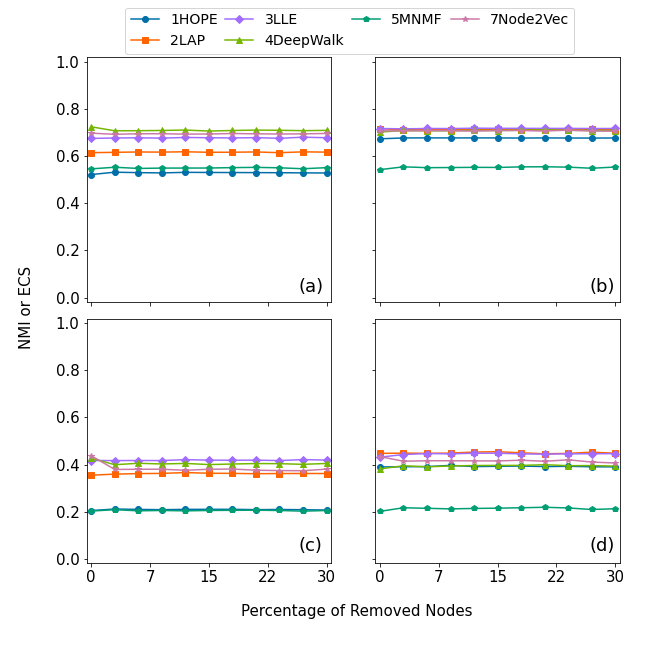 1HOPE 3LLE 5MNMF 7Node2Vec
2LAP 4DeepWalk
1.0
0.8
0.6
0.4
0.2
0.0
(a) (b)
NMI or ECS
1.0
0.8
0.6
0.4
0.2
0.0
(c) (d)
0 7 15 22 30 0 7 15 22 30
Percentage of Removed Nodes